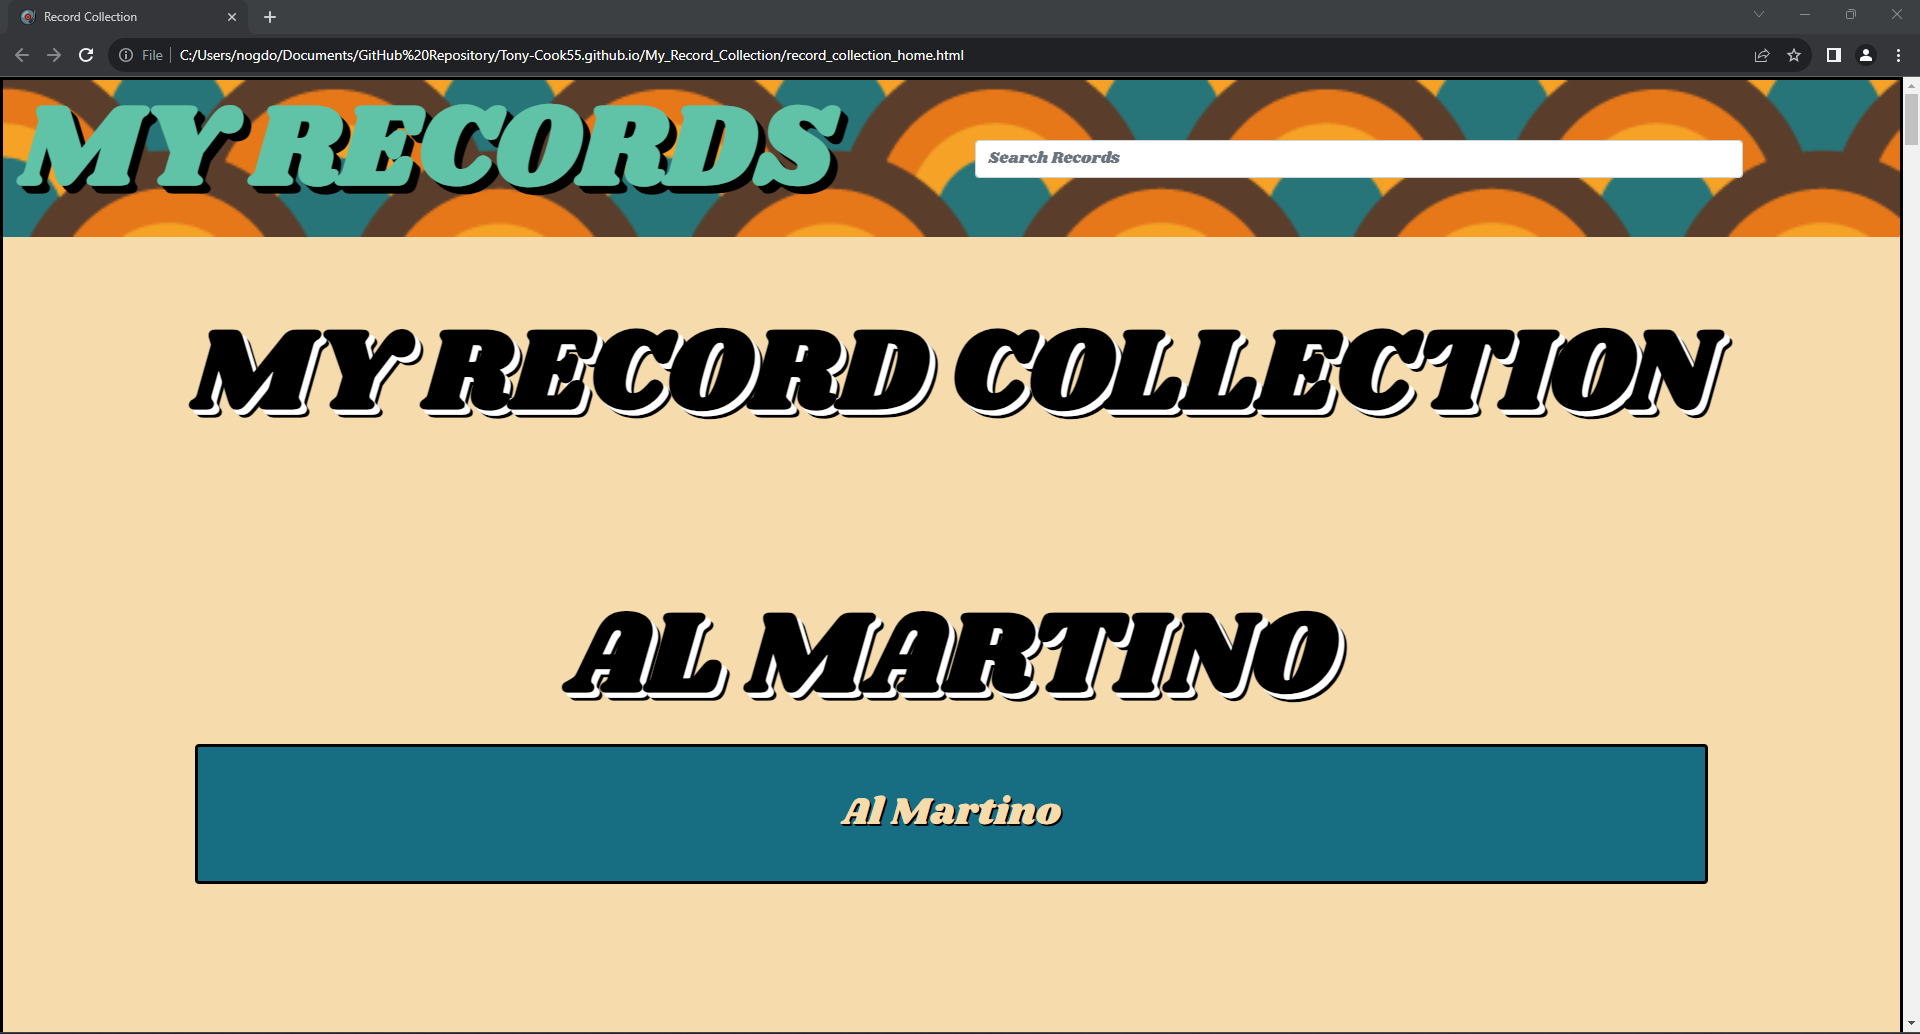 Record Collection
File C:/Users/nogdo/Documents/GitHub%20Repository/Tony-Cook55.github.io/My_Record_Collection/record_collection_home.html
MY RECORDS
Search Records
MY RECORD COLLECTION
AL MARTINO
Al Martino